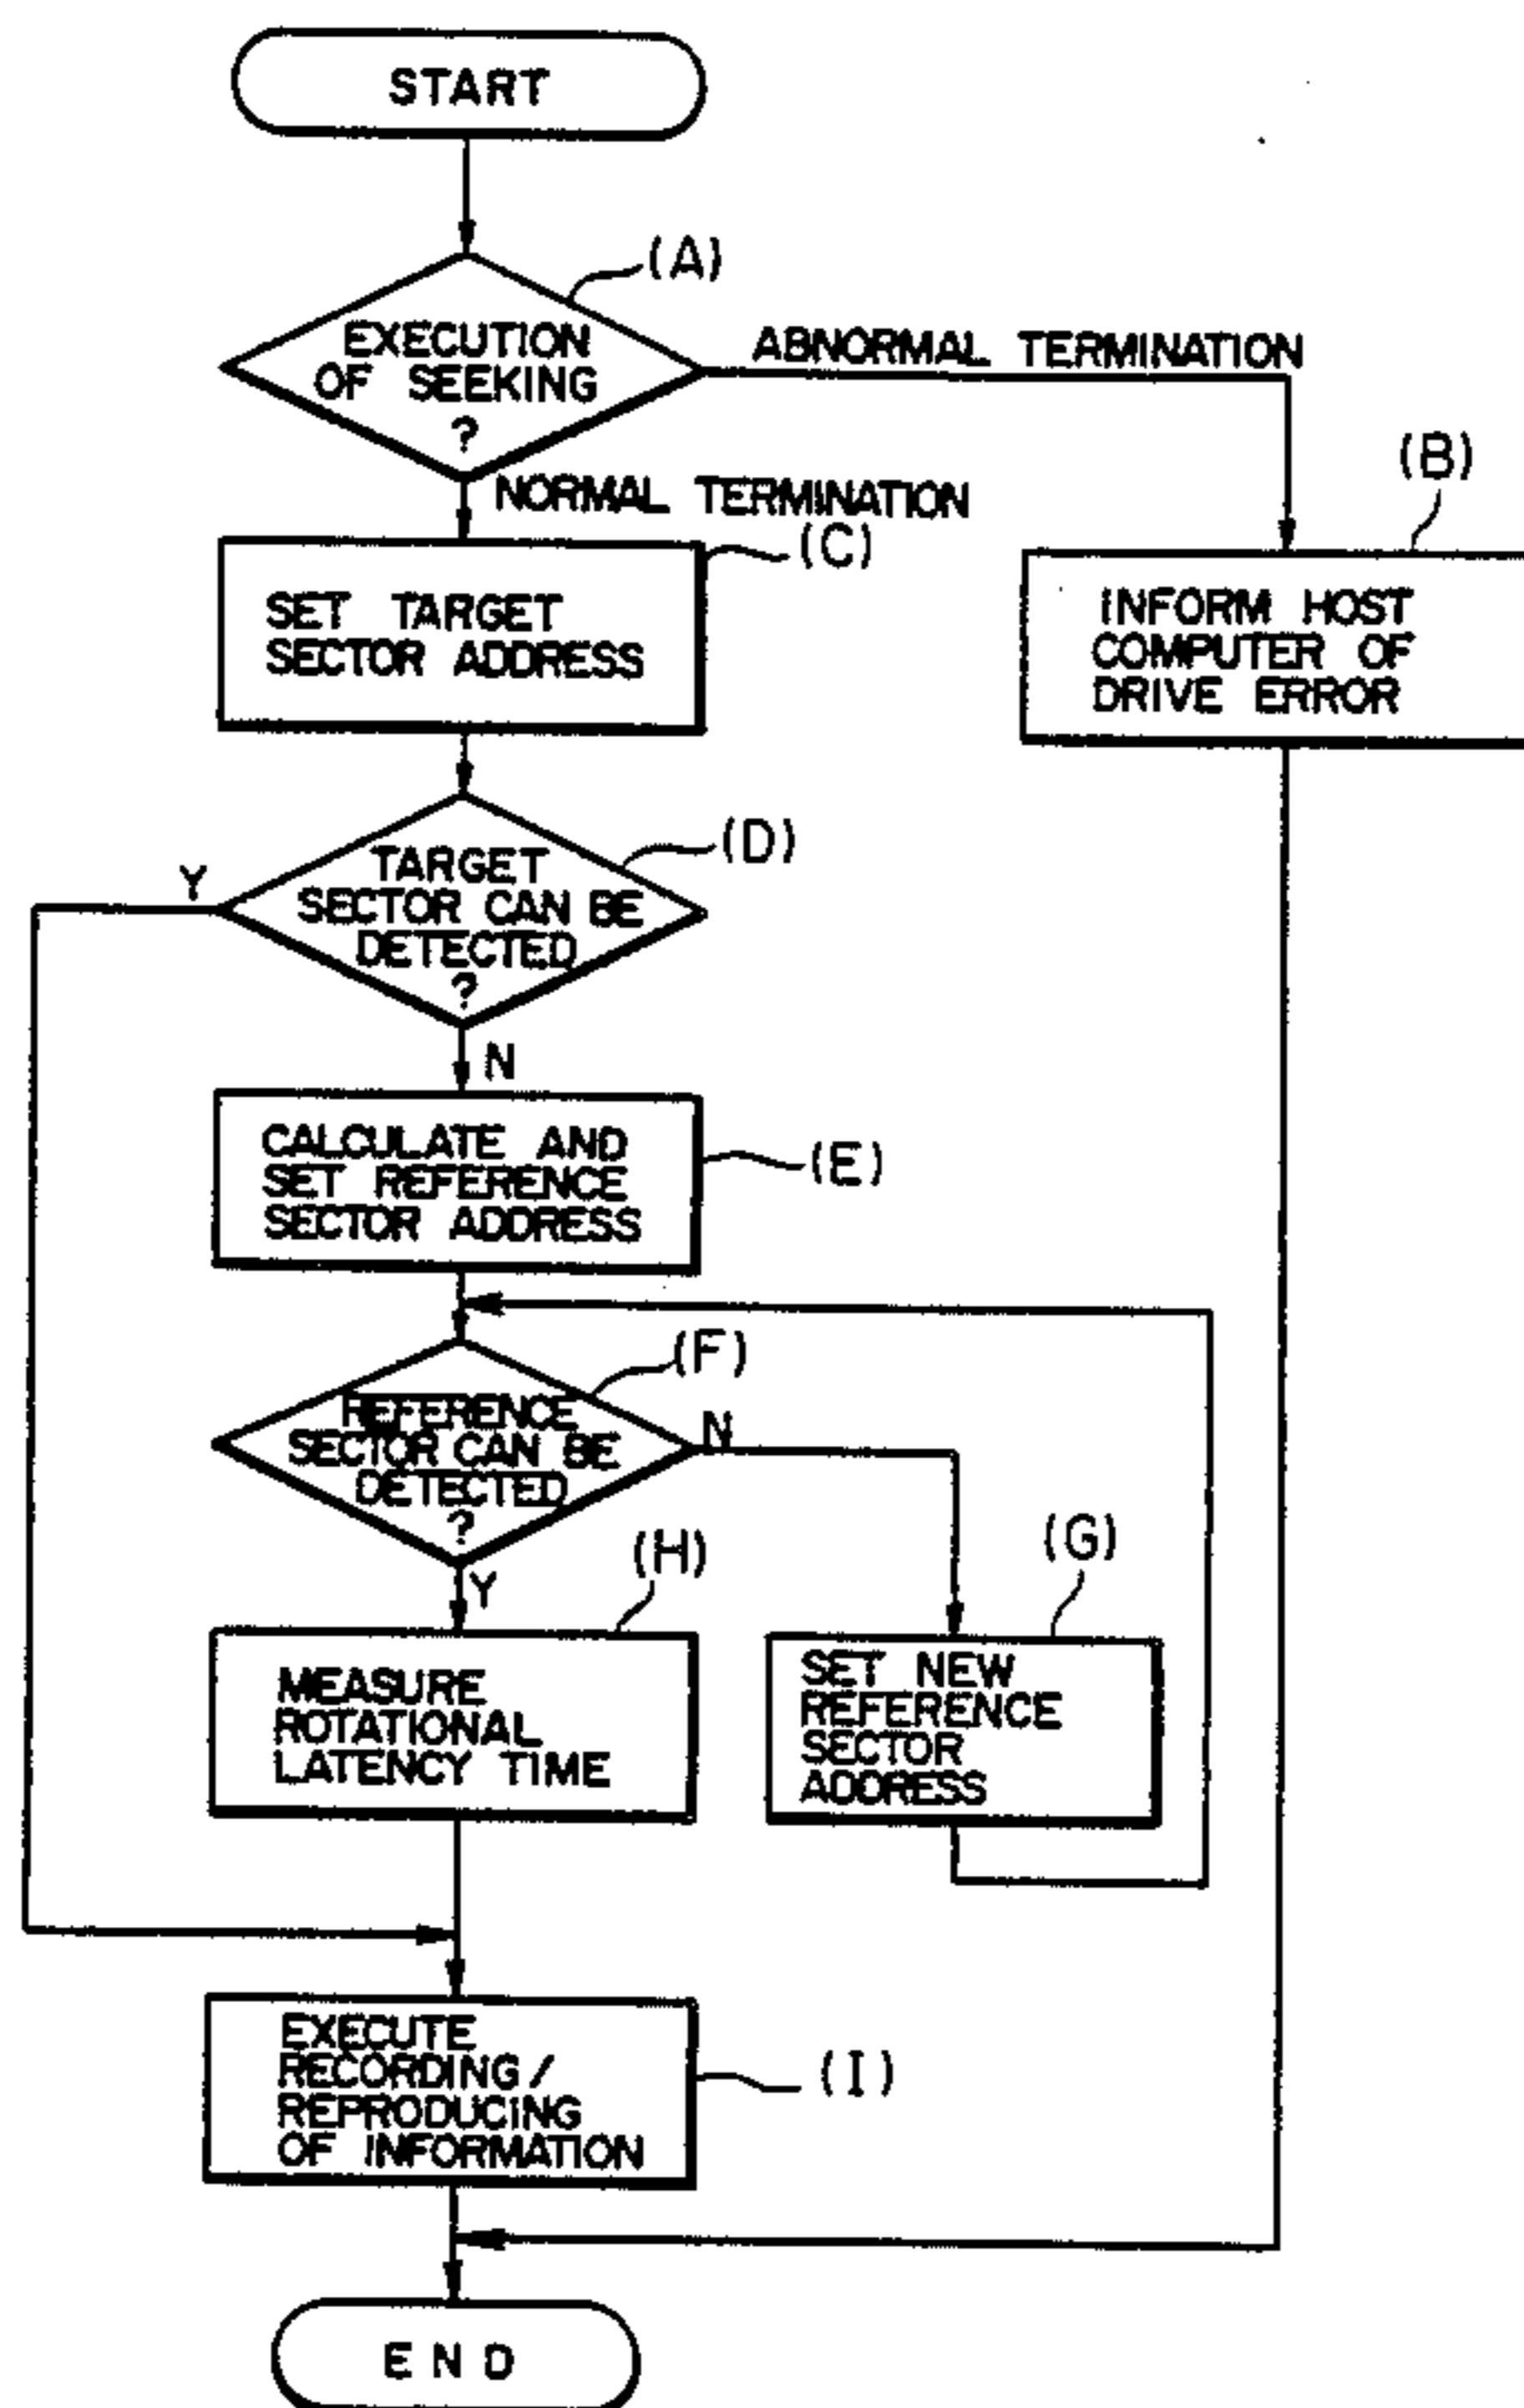 START
(A)
EXECUTION
OF SEEKING
?
ABNORMAL TERMINATION
NORMAL TERMINATION
(B)
INFORM HOST
COMPUTER OF
DRIVE ERROR
(C)
SET TARGET
SECTOR ADDRESS
(D)
TARGET
SECTOR CAN BE
DETECTED
?
Y
N
CALCULATE AND
SET REFERENCE
SECTOR ADDRESS
(E)
(F)
REFERENCE
SECTOR CAN BE
DETECTED
?
N
Y
(G)
SET NEW
REFERENCE
SECTOR
ADDRESS
(H)
MEASURE
ROTATIONAL
LATENCY TIME
EXECUTE
RECORDING/
REPRODUCING
OF INFORMATION
(I)
END